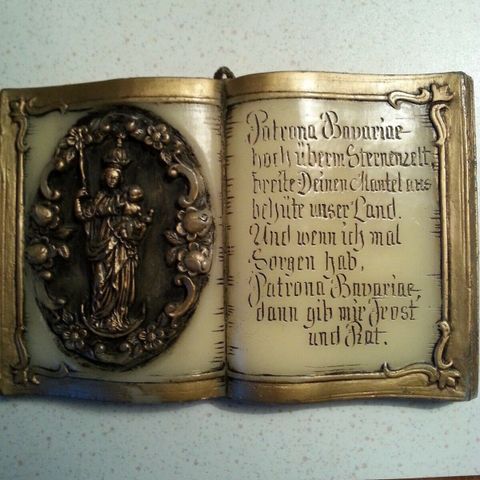 Patrona Bavariae
hoch überm Sternenzelt,
breite Deinen Mantel aus
behüte unser Land.
Und wenn ich mal
Sorgen hab,
Patrona Bavariae,
dann gib mir Trost
und Rat.